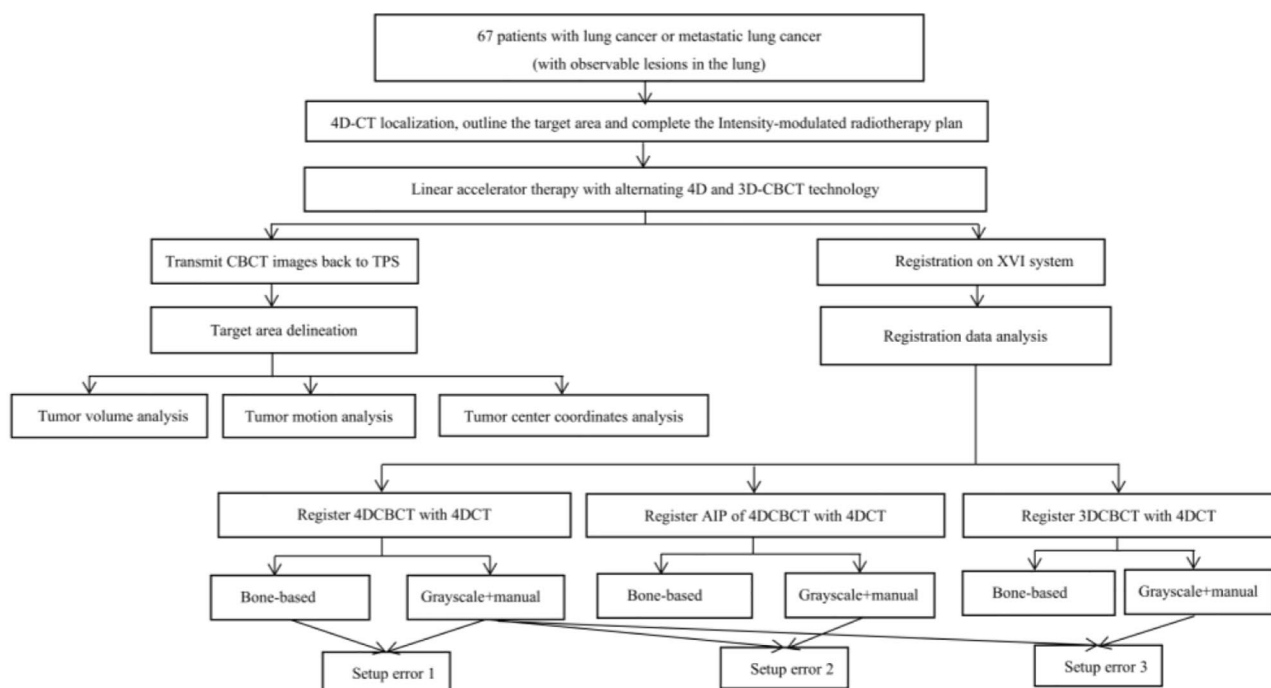 67 patients with lung cancer or metastatic lung cancer
(with observable lesions in the lung)
4D-CT localization, outline the target area and complete the Intensity-modulated radiotherapy plan
Linear accelerator therapy with alternating 4D and 3D-CBCT technology
Transmit CBCT images back to TPS
Registration on XVI system
Target area delineation
Registration data analysis
Tumor volume analysis
Tumor motion analysis
Tumor center coordinates analysis
Register 4DCBCT with 4DCT
Register AIP of 4DCBCT with 4DCT
Register 3DCBCT with 4DCT
Bone-based
Grayscale+manual
Bone-based
Grayscale+manual
Bone-based
Grayscale+manual
Setup error 1
Setup error 2
Setup error 3